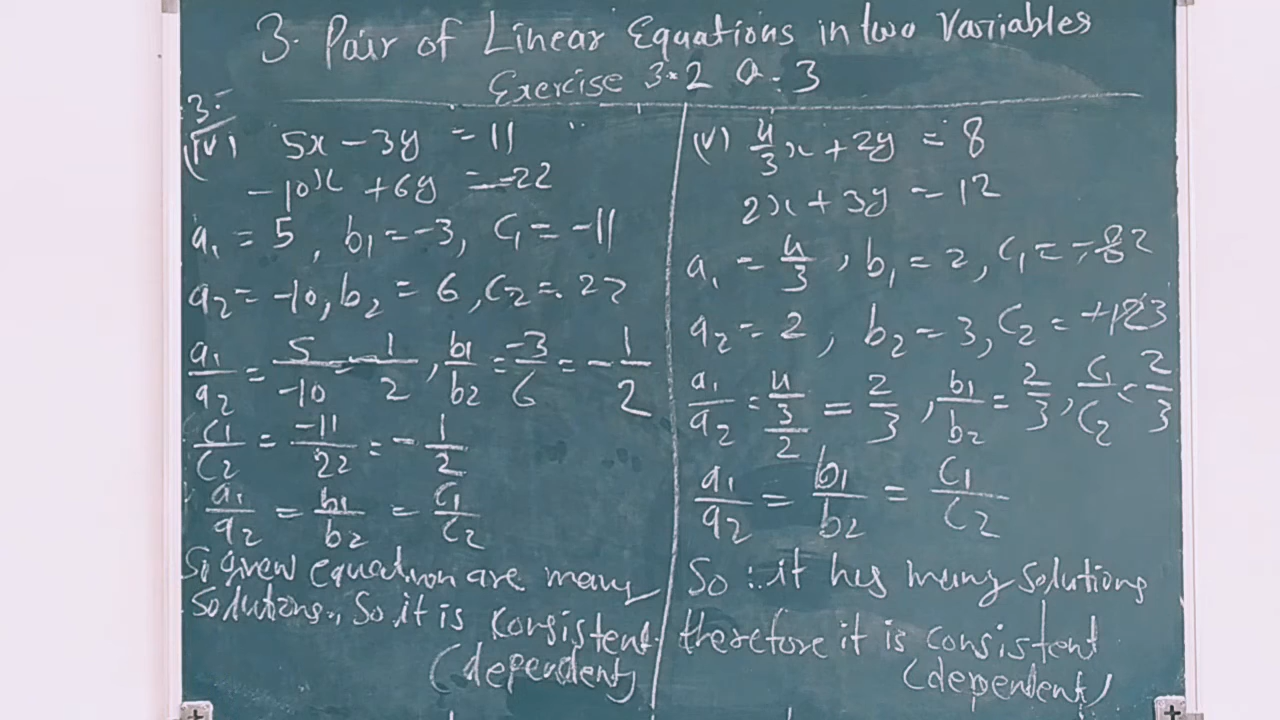 3. Pair of Linear Equations in two Variables
Exercise 3.2 Q. 3
3.
(iv) 5x - 3y = 11
-10x + 6y = -22
a₁ = 5, b₁ = -3, C₁ = -11
a₂ = -10, b₂ = 6, C₂ = 22
a₁/a₂ = 5/-10 = -1/2, b₁/b₂ = -3/6 = -1/2
C₁/C₂ = -11/22 = -1/2
a₁/a₂ = b₁/b₂ = C₁/C₂
So given equation are many
Solutions, So it is consistent.
(dependent)
(v) 4/3 x + 2y = 8
2x + 3y = 12
a₁ = 4/3, b₁ = 2, C₁ = -8
a₂ = 2, b₂ = 3, C₂ =
a₁/a₂ = 4/3/2 = 2/3, b₁/b₂ = 2/3, C₁/C₂ = 2/3
a₁/a₂ = b₁/b₂ = C₁/C₂
So it has many solutions
therefore it is consistent
(dependent)